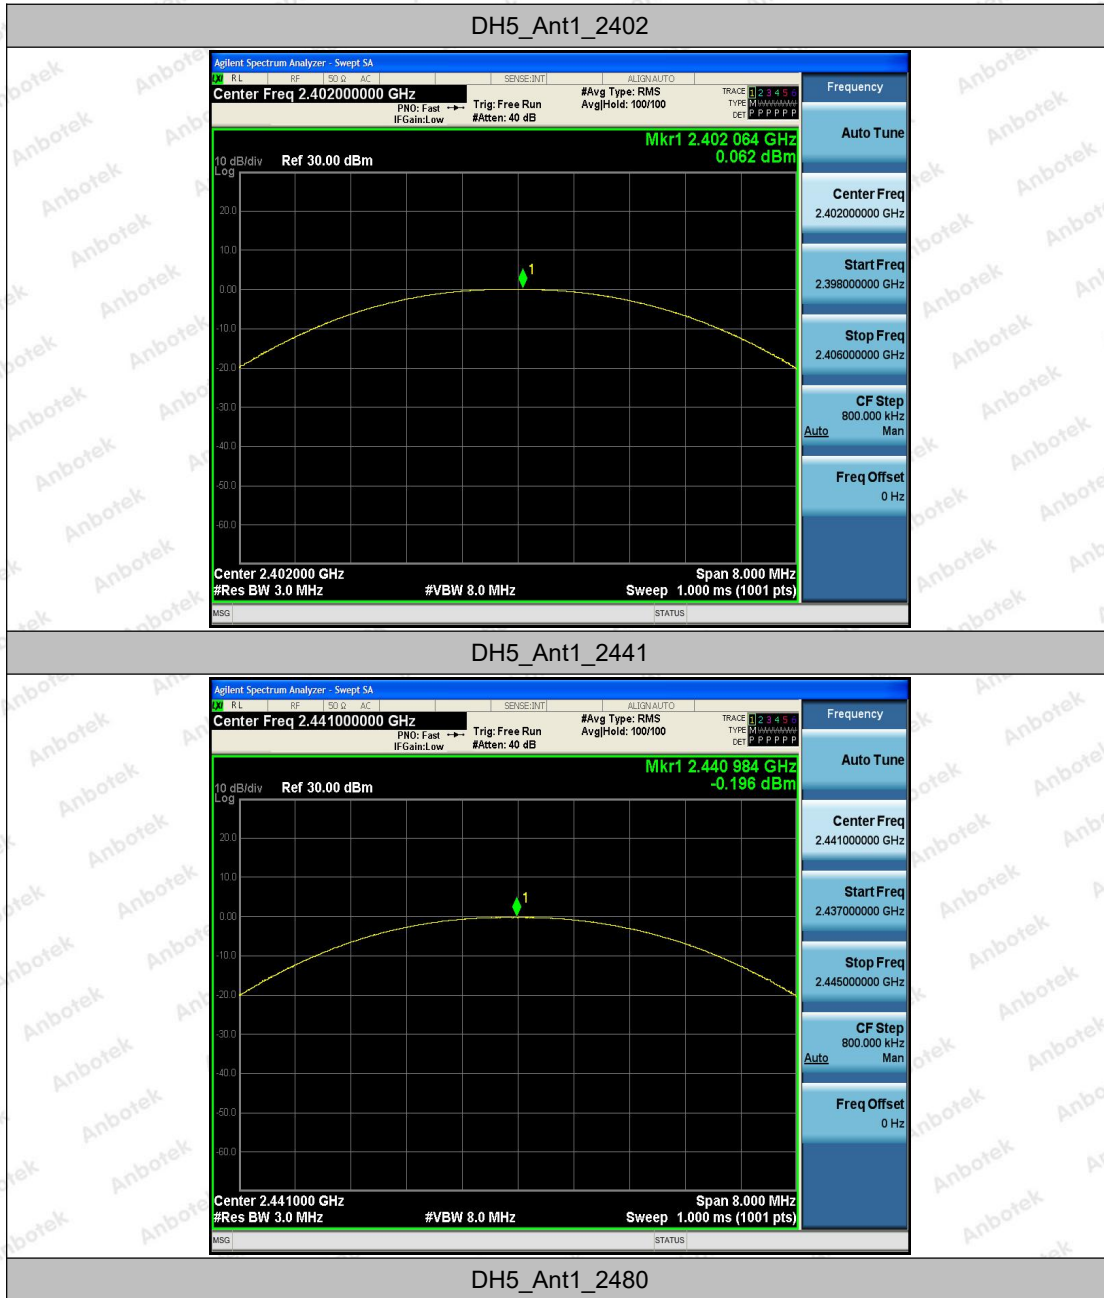 DH5_Ant1_2402
Agilent Spectrum Analyzer - Swept SA
RL RF 50 Ω AC SENSE:INT ALIGNAUTO
Center Freq 2.402000000 GHz
PNO: Fast
IFGain:Low
Trig: Free Run
#Atten: 40 dB
#Avg Type: RMS
Avg|Hold: 100/100
TRACE 1 2 3 4 5 6
TYPE M
DET P P P P P P
Mkr1 2.402 064 GHz
0.062 dBm
10 dB/div Ref 30.00 dBm
Log
20.0
10.0
0.00
-10.0
-20.0
-30.0
-40.0
-50.0
-60.0
1
Center 2.402000 GHz Span 8.000 MHz
#Res BW 3.0 MHz #VBW 8.0 MHz Sweep 1.000 ms (1001 pts)
MSG STATUS
Frequency
Auto Tune
Center Freq
2.402000000 GHz
Start Freq
2.398000000 GHz
Stop Freq
2.406000000 GHz
CF Step
800.000 kHz
Auto Man
Freq Offset
0 Hz
DH5_Ant1_2441
Agilent Spectrum Analyzer - Swept SA
RL RF 50 Ω AC SENSE:INT ALIGNAUTO
Center Freq 2.441000000 GHz
PNO: Fast
IFGain:Low
Trig: Free Run
#Atten: 40 dB
#Avg Type: RMS
Avg|Hold: 100/100
TRACE 1 2 3 4 5 6
TYPE M
DET P P P P P P
Mkr1 2.440 984 GHz
-0.196 dBm
10 dB/div Ref 30.00 dBm
Log
20.0
10.0
0.00
-10.0
-20.0
-30.0
-40.0
-50.0
-60.0
1
Center 2.441000 GHz Span 8.000 MHz
#Res BW 3.0 MHz #VBW 8.0 MHz Sweep 1.000 ms (1001 pts)
MSG STATUS
Frequency
Auto Tune
Center Freq
2.441000000 GHz
Start Freq
2.437000000 GHz
Stop Freq
2.445000000 GHz
CF Step
800.000 kHz
Auto Man
Freq Offset
0 Hz
DH5_Ant1_2480
Anbotek